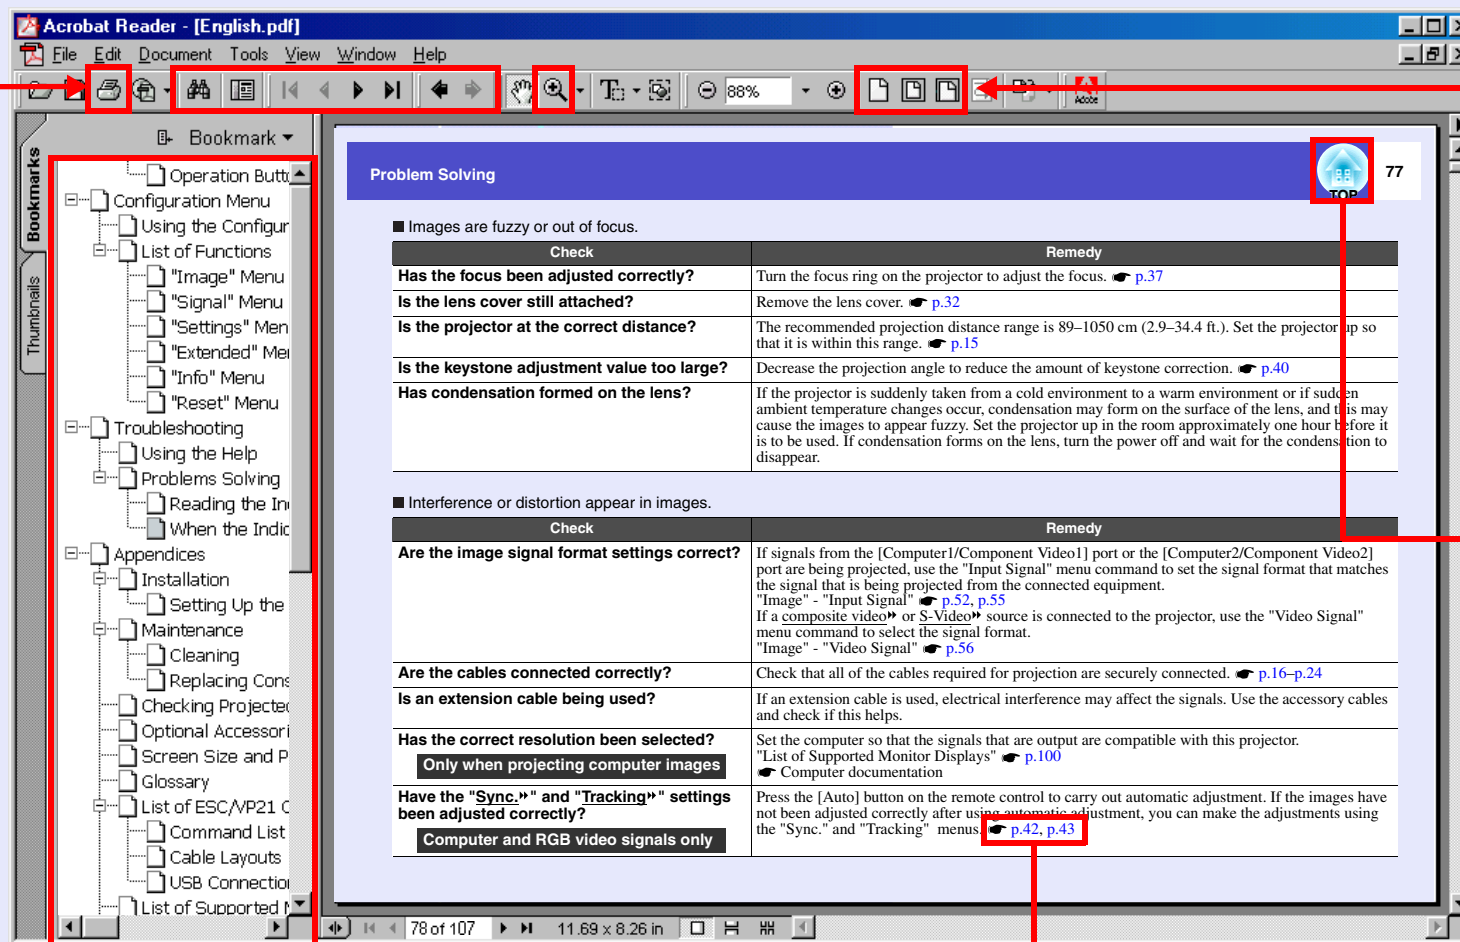 Acrobat Reader - [English.pdf]
File Edit Document Tools View Window Help
88%
Adobe
Bookmarks
Thumbnails
Bookmark
Operation Butt
Configuration Menu
Using the Configur
List of Functions
"Image" Menu
"Signal" Menu
"Settings" Men
"Extended" Me
"Info" Menu
"Reset" Menu
Troubleshooting
Using the Help
Problems Solving
Reading the In
When the Indic
Appendices
Installation
Setting Up the
Maintenance
Cleaning
Replacing Cons
Checking Projected
Optional Accessori
Screen Size and P
Glossary
List of ESC/VP21 C
Command List
Cable Layouts
USB Connectio
List of Supported M
Problem Solving
TOP
77
Images are fuzzy or out of focus.
Check Remedy
Has the focus been adjusted correctly? Turn the focus ring on the projector to adjust the focus. p.37
Is the lens cover still attached? Remove the lens cover. p.32
Is the projector at the correct distance? The recommended projection distance range is 89–1050 cm (2.9–34.4 ft.). Set the projector up so
that it is within this range. p.15
Is the keystone adjustment value too large? Decrease the projection angle to reduce the amount of keystone correction. p.40
Has condensation formed on the lens? If the projector is suddenly taken from a cold environment to a warm environment or if sudden
ambient temperature changes occur, condensation may form on the surface of the lens, and this may
cause the images to appear fuzzy. Set the projector up in the room approximately one hour before it
is to be used. If condensation forms on the lens, turn the power off and wait for the condensation to
disappear.
Interference or distortion appear in images.
Check Remedy
Are the image signal format settings correct? If signals from the [Computer1/Component Video1] port or the [Computer2/Component Video2]
port are being projected, use the "Input Signal" menu command to set the signal format that matches
the signal that is being projected from the connected equipment.
"Image" - "Input Signal" p.52, p.55
If a composite video or S-Video source is connected to the projector, use the "Video Signal"
menu command to select the signal format.
"Image" - "Video Signal" p.56
Are the cables connected correctly? Check that all of the cables required for projection are securely connected. p.16–p.24
Is an extension cable being used? If an extension cable is used, electrical interference may affect the signals. Use the accessory cables
and check if this helps.
Has the correct resolution been selected? Set the computer so that the signals that are output are compatible with this projector.
Only when projecting computer images "List of Supported Monitor Displays" p.100
Computer documentation
Have the "Sync." and "Tracking" settings Press the [Auto] button on the remote control to carry out automatic adjustment. If the images have
been adjusted correctly? not been adjusted correctly after using automatic adjustment, you can make the adjustments using
Computer and RGB video signals only the "Sync." and "Tracking" menus. p.42, p.43
78 of 107 11.69 x 8.26 in